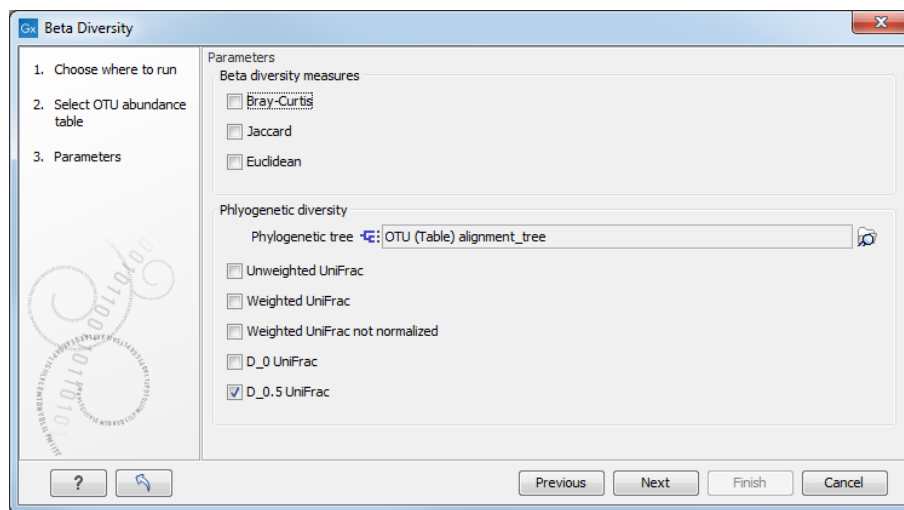 Gx Beta Diversity
1. Choose where to run
2. Select OTU abundance
table
3. Parameters
Parameters
Beta diversity measures
Bray-Curtis
Jaccard
Euclidean
Phlyogenetic diversity
Phylogenetic tree OTU (Table) alignment_tree
Unweighted UniFrac
Weighted UniFrac
Weighted UniFrac not normalized
D_0 UniFrac
D_0.5 UniFrac
? Previous Next Finish Cancel